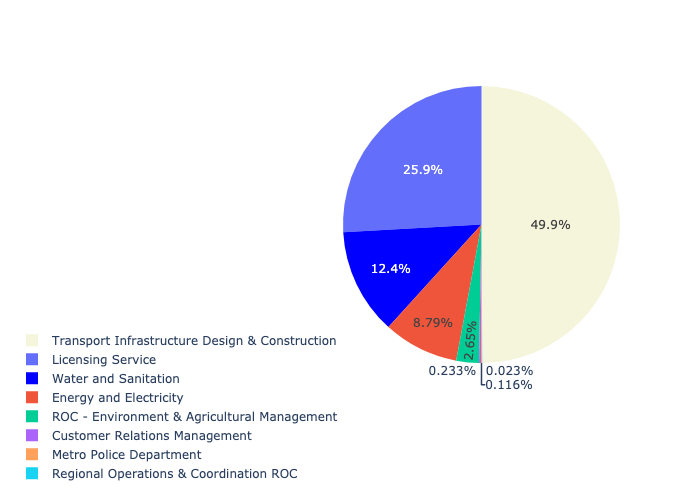 25.9%
49.9%
12.4%
8.79%
2.65%
0.233%
0.023%
0.116%
Transport Infrastructure Design & Construction
Licensing Service
Water and Sanitation
Energy and Electricity
ROC - Environment & Agricultural Management
Customer Relations Management
Metro Police Department
Regional Operations & Coordination ROC